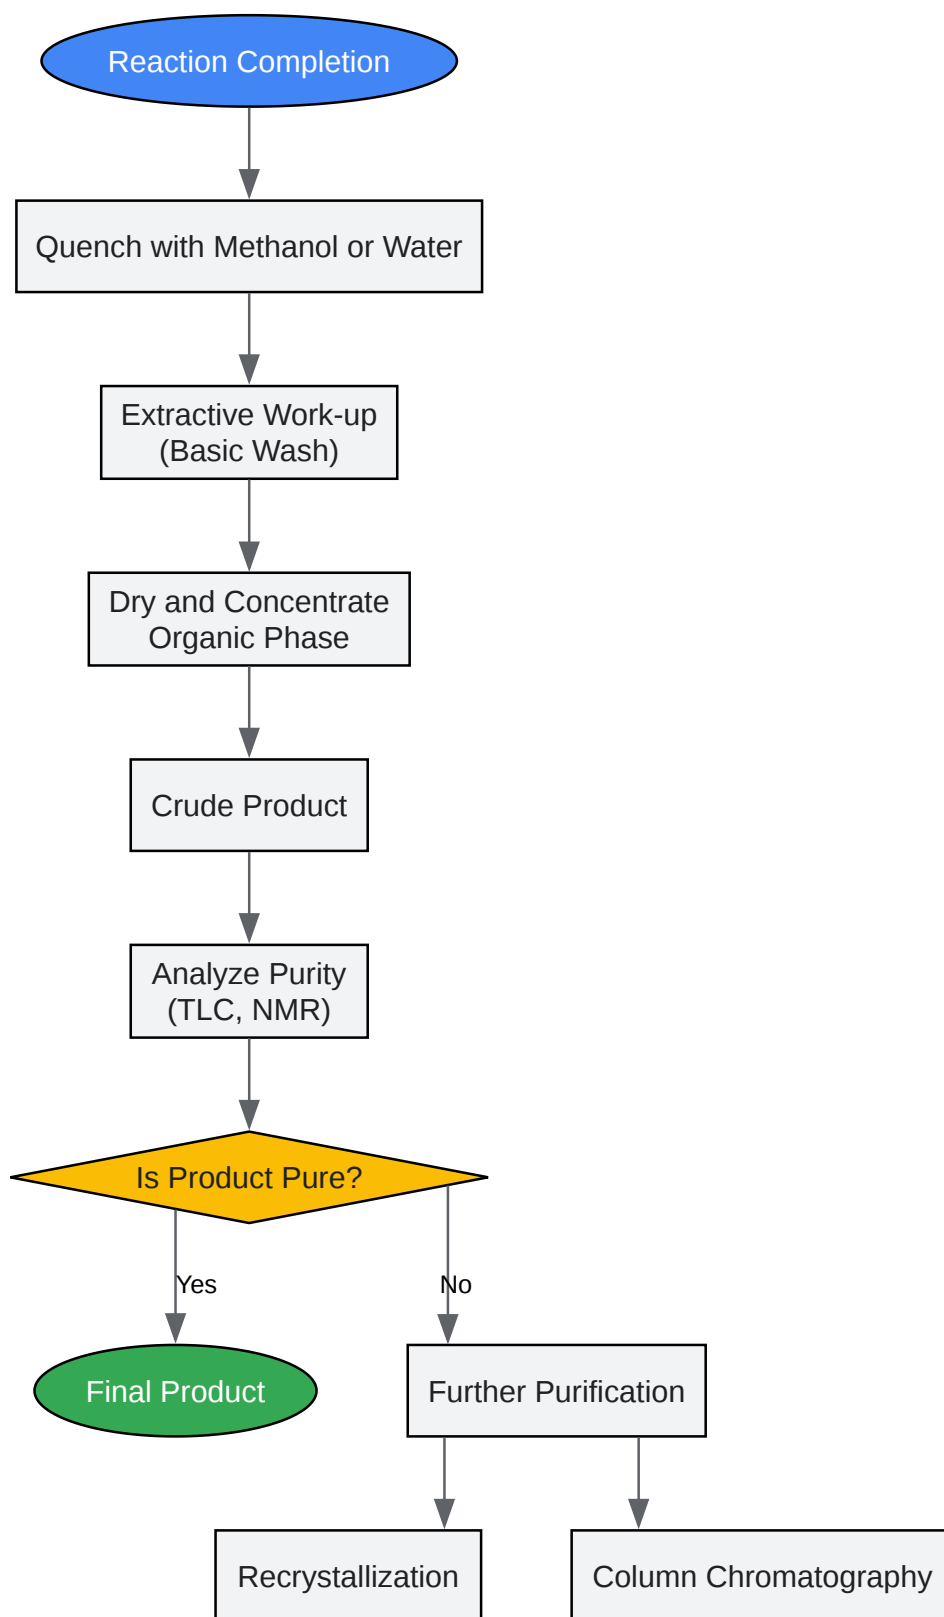 Reaction Completion
Quench with Methanol or Water
Extractive Work-up
(Basic Wash)
Dry and Concentrate
Organic Phase
Crude Product
Analyze Purity
(TLC, NMR)
Is Product Pure?
Yes
No
Final Product
Further Purification
Recrystallization
Column Chromatography